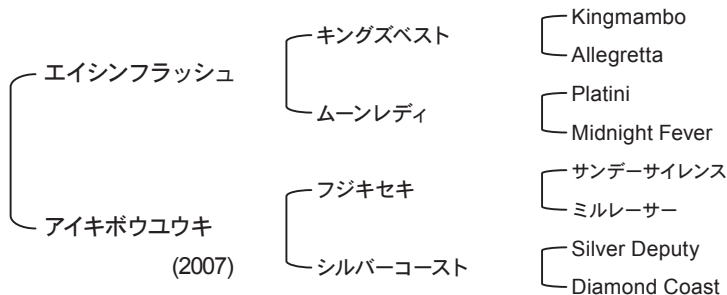 エイシンフラッシュ
キングズベスト
Kingmambo
Allegretta
ムーンレディ
Platini
Midnight Fever
アイキボウユウキ
(2007)
フジキセキ
サンデーサイレンス
ミルレーサー
シルバーコースト
Silver Deputy
Diamond Coast